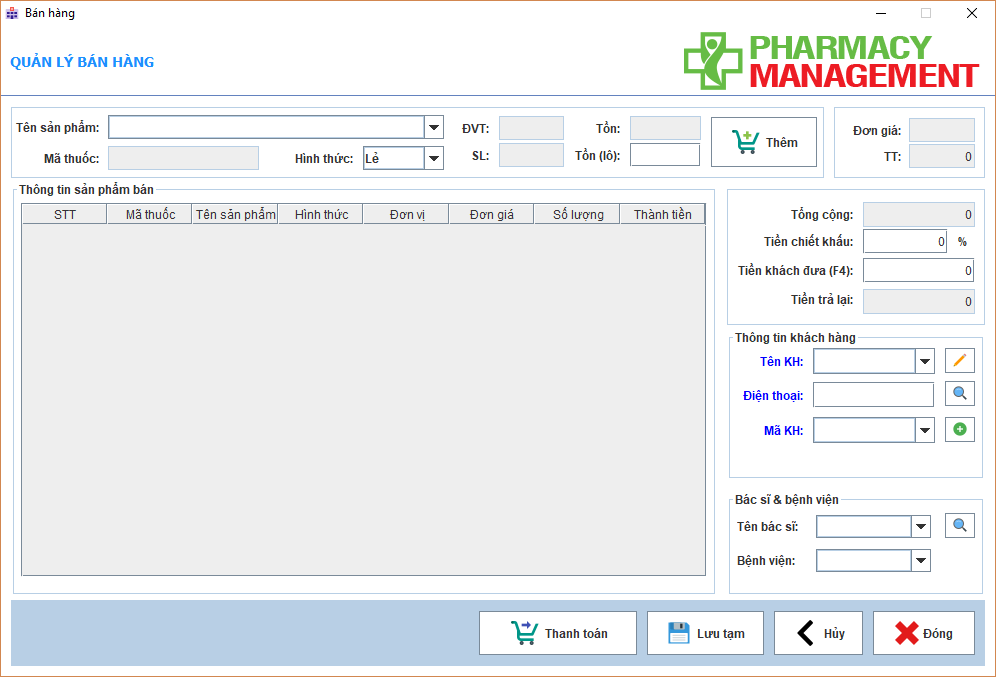 Bán hàng
QUẢN LÝ BÁN HÀNG
PHARMACY
MANAGEMENT
Tên sản phẩm:
ĐVT:
Tồn:
Thêm
Đơn giá:
Mã thuốc:
Hình thức:
Lẻ
SL:
Tồn (lô):
TT:
0
Thông tin sản phẩm bán
STT Mã thuốc Tên sản phẩm Hình thức Đơn vị Đơn giá Số lượng Thành tiền
Tổng cộng: 0
Tiền chiết khấu: 0 %
Tiền khách đưa (F4): 0
Tiền trả lại: 0
Thông tin khách hàng
Tên KH:
Điện thoại:
Mã KH:
Bác sĩ & bệnh viện
Tên bác sĩ:
Bệnh viện:
Thanh toán
Lưu tạm
Hủy
Đóng